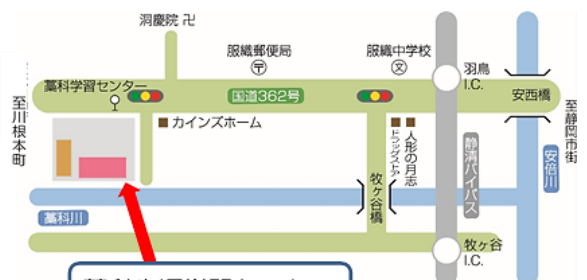 洞慶院 卍
服織郵便局
〒
服織中学校
文
羽鳥
I.C.
藁科学習センター
国道362号
安西橋
至川根本町
至静岡市街
カインズホーム
ドラッグストア
人形の月志
静清バイパス
安倍川
牧ヶ谷橋
藁科川
牧ヶ谷
I.C.